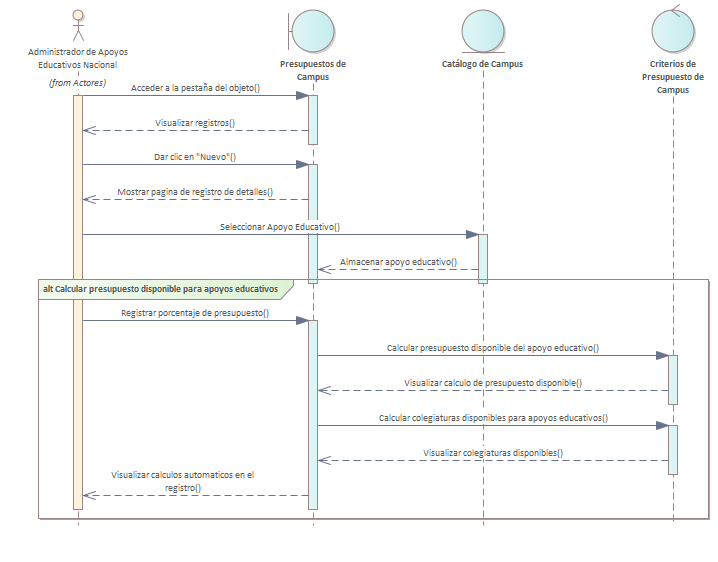 Administrador de Apoyos
Educativos Nacional
(from Actores)
Presupuestos de
Campus
Catálogo de Campus
Criterios de
Presupuesto de
Campus
Acceder a la pestaña del objeto()
Visualizar registros()
Dar clic en "Nuevo"()
Mostrar pagina de registro de detalles()
Seleccionar Apoyo Educativo()
Almacenar apoyo educativo()
alt Calcular presupuesto disponible para apoyos educativos
Registrar porcentaje de presupuesto()
Calcular presupuesto disponible del apoyo educativo()
Visualizar calculo de presupuesto disponible()
Calcular colegiaturas disponibles para apoyos educativos()
Visualizar colegiaturas disponibles()
Visualizar calculos automaticos en el
registro()